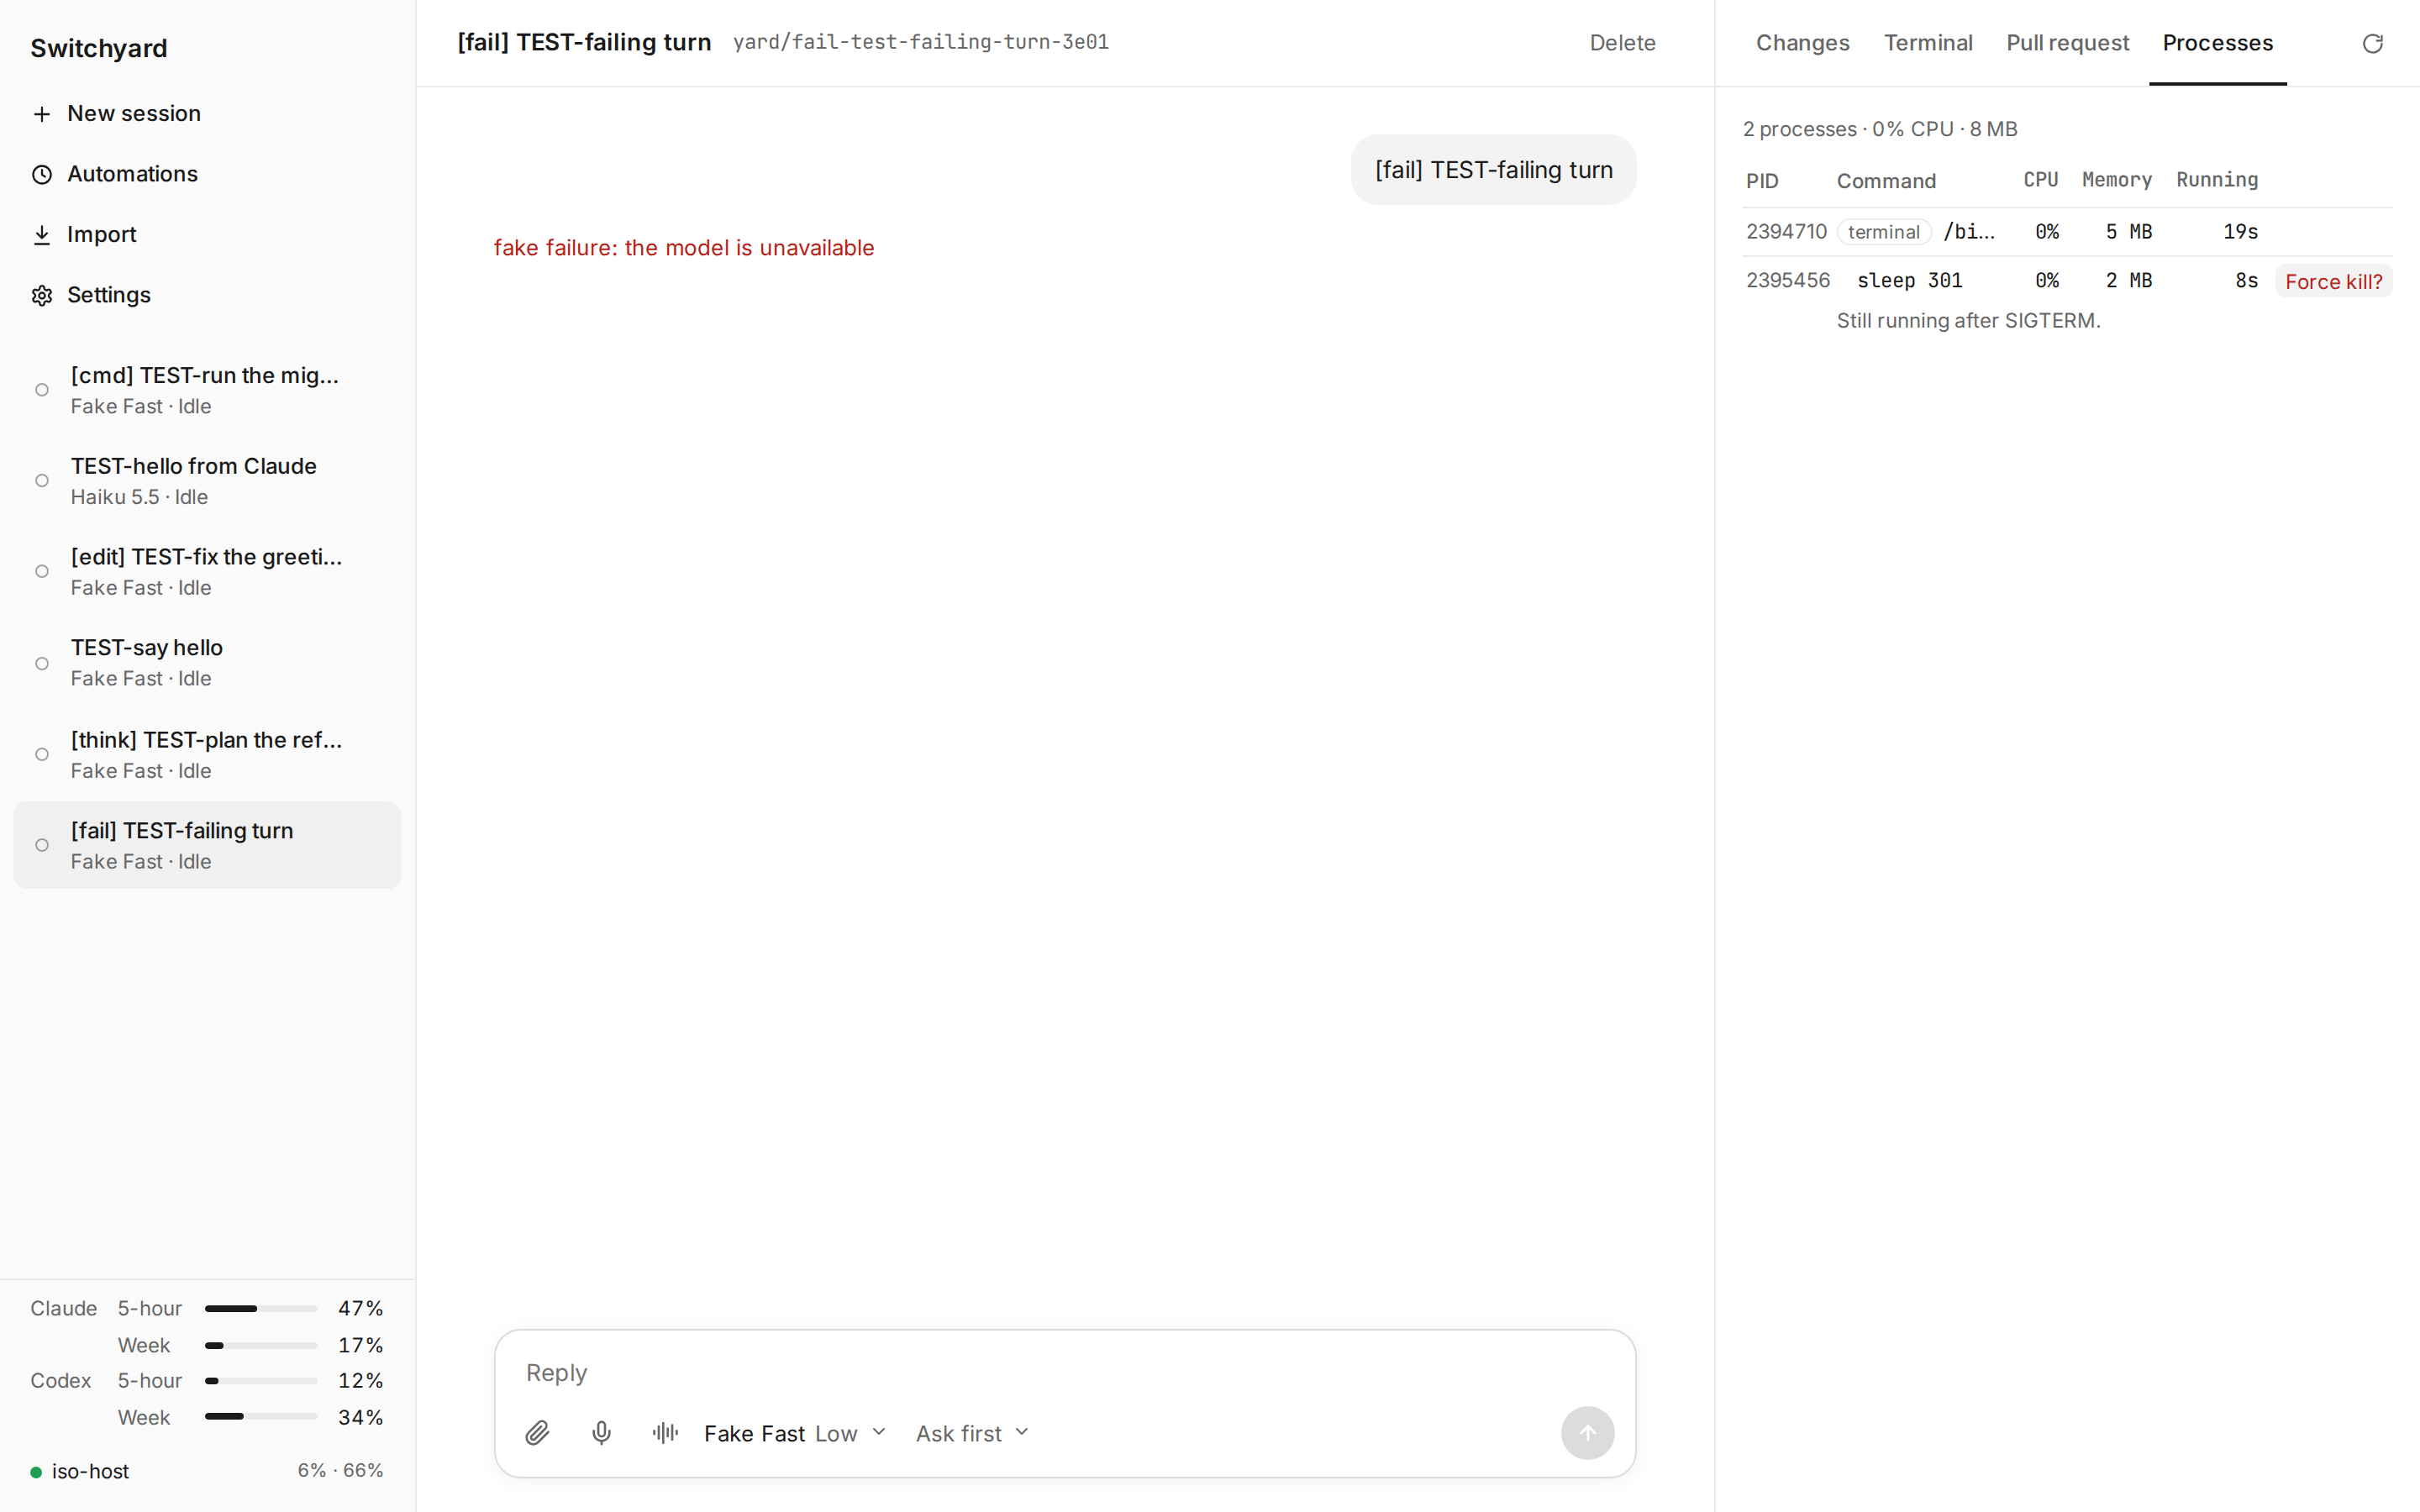 Switchyard
New session
Automations
Import
Settings
[cmd] TEST-run the mig...
Fake Fast · Idle
TEST-hello from Claude
Haiku 5.5 · Idle
[edit] TEST-fix the greeti...
Fake Fast · Idle
TEST-say hello
Fake Fast · Idle
[think] TEST-plan the ref...
Fake Fast · Idle
[fail] TEST-failing turn
Fake Fast · Idle
Claude 5-hour 47%
Week 17%
Codex 5-hour 12%
Week 34%
iso-host 6% · 66%
[fail] TEST-failing turn yard/fail-test-failing-turn-3e01 Delete
[fail] TEST-failing turn
fake failure: the model is unavailable
Reply
Fake Fast Low Ask first
Changes Terminal Pull request Processes
2 processes · 0% CPU · 8 MB
PID Command CPU Memory Running
2394710 terminal /bi... 0% 5 MB 19s
2395456 sleep 301 0% 2 MB 8s Force kill?
Still running after SIGTERM.